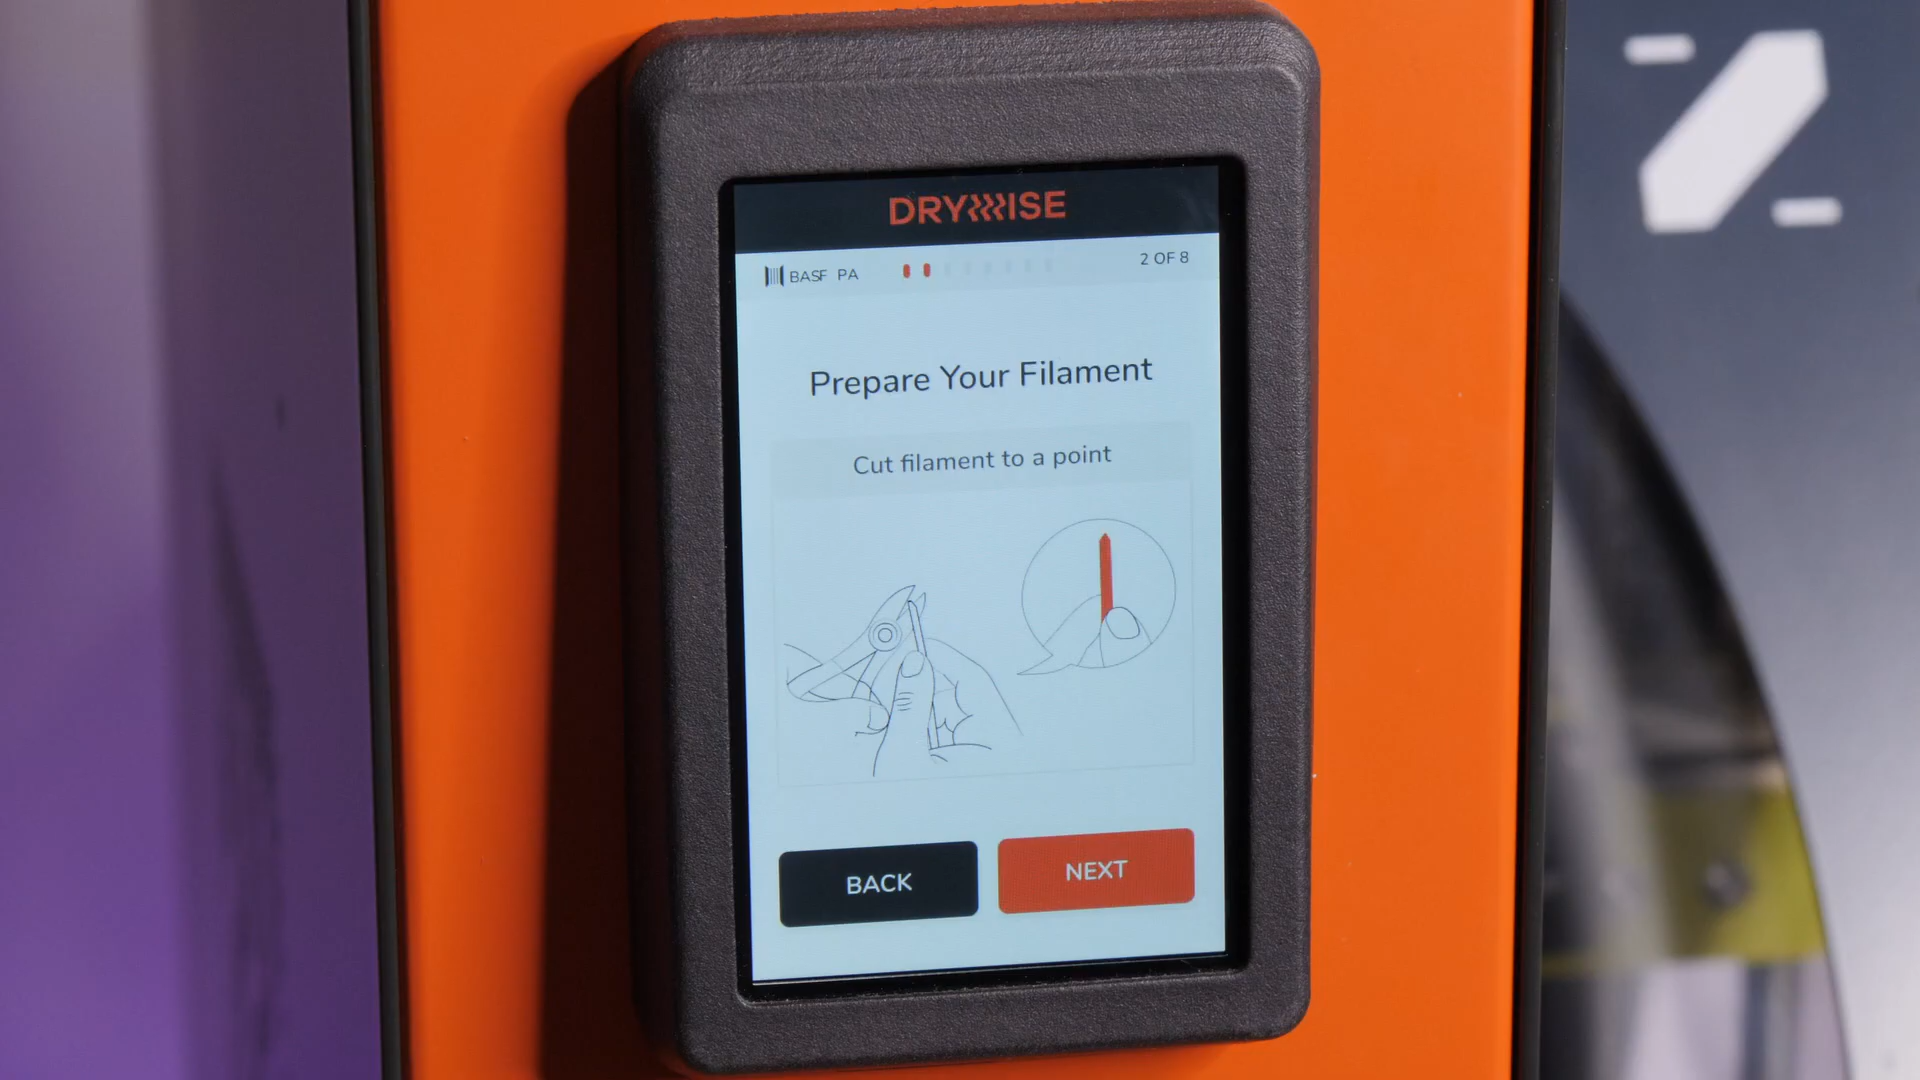 DRYWISE
BASF PA
2 OF 8
Prepare Your Filament
Cut filament to a point
BACK
NEXT